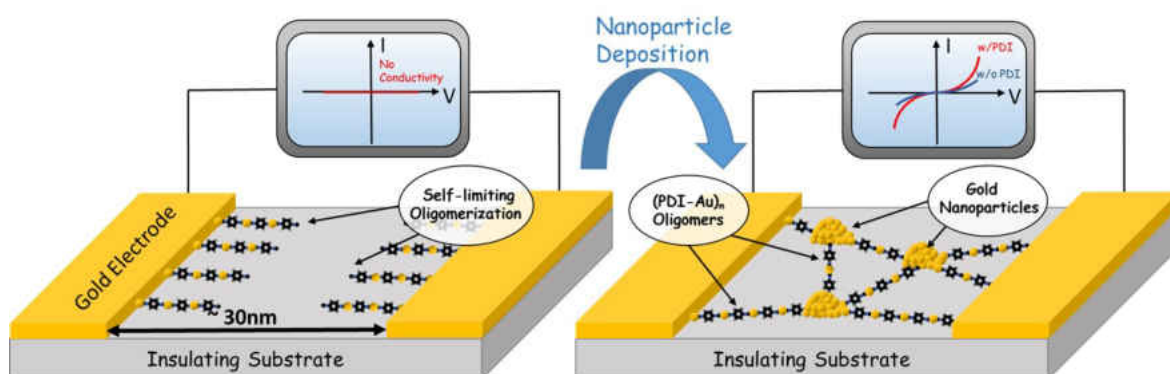 I
No
Conductivity
V
Nanoparticle
Deposition
I
w/PDI
w/o PDI
V
Self-limiting
Oligomerization
Gold Electrode
~ 30nm
Insulating Substrate
(PDI-Au)n
Oligomers
Gold
Nanoparticles
Insulating Substrate